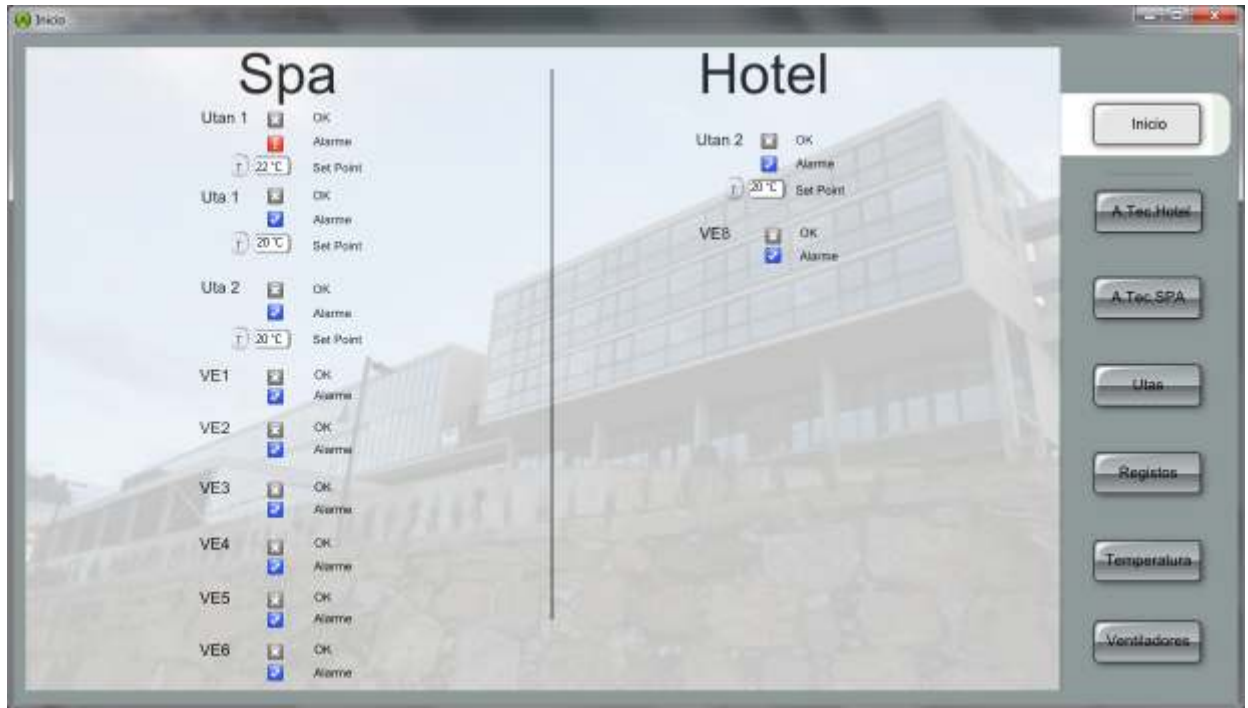 Inicio
Spa
Utan 1 OK
Alarme
22 °C Set Point
Uta 1 OK
Alarme
20 °C Set Point
Uta 2 OK
Alarme
20 °C Set Point
VE1 OK
Alarme
VE2 OK
Alarme
VE3 OK
Alarme
VE4 OK
Alarme
VE5 OK
Alarme
VE6 OK
Alarme
Hotel
Utan 2 OK
Alarme
20 °C Set Point
VE8 OK
Alarme
Inicio
A.Tec.Hotel
A.Tec.SPA
Utas
Registos
Temperatura
Ventiladores